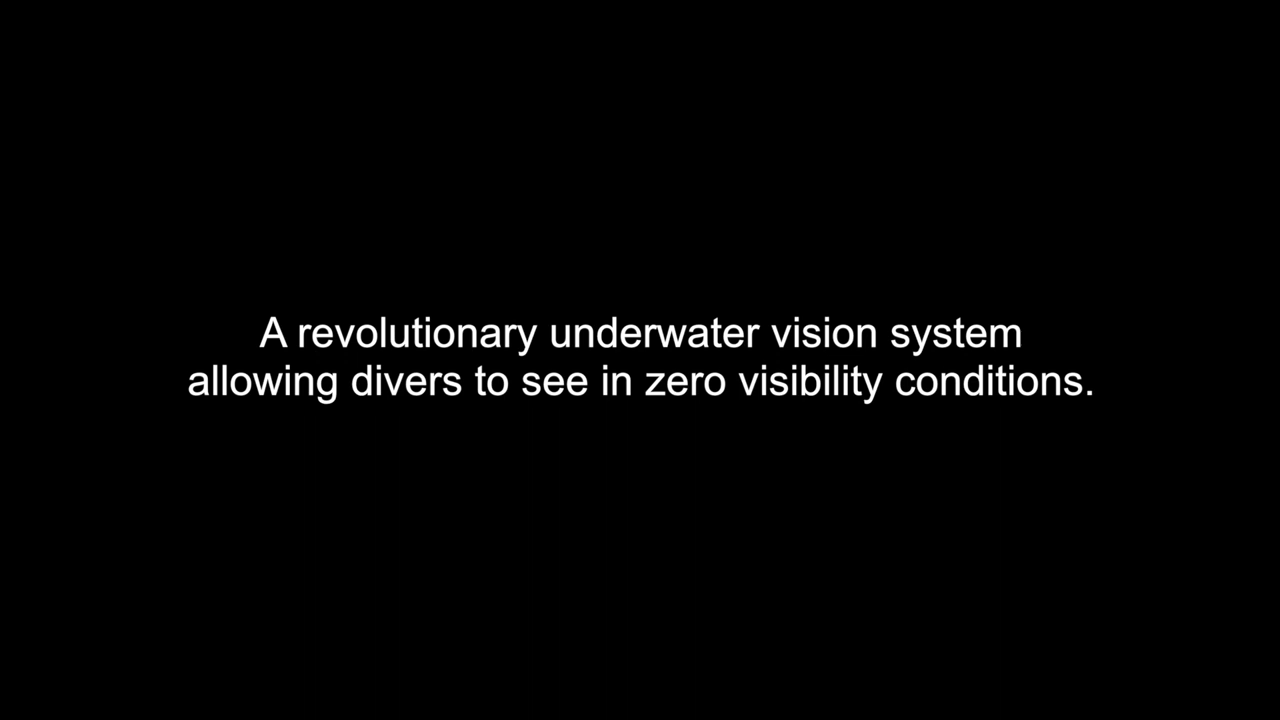 A revolutionary underwater vision system
allowing divers to see in zero visibility conditions.